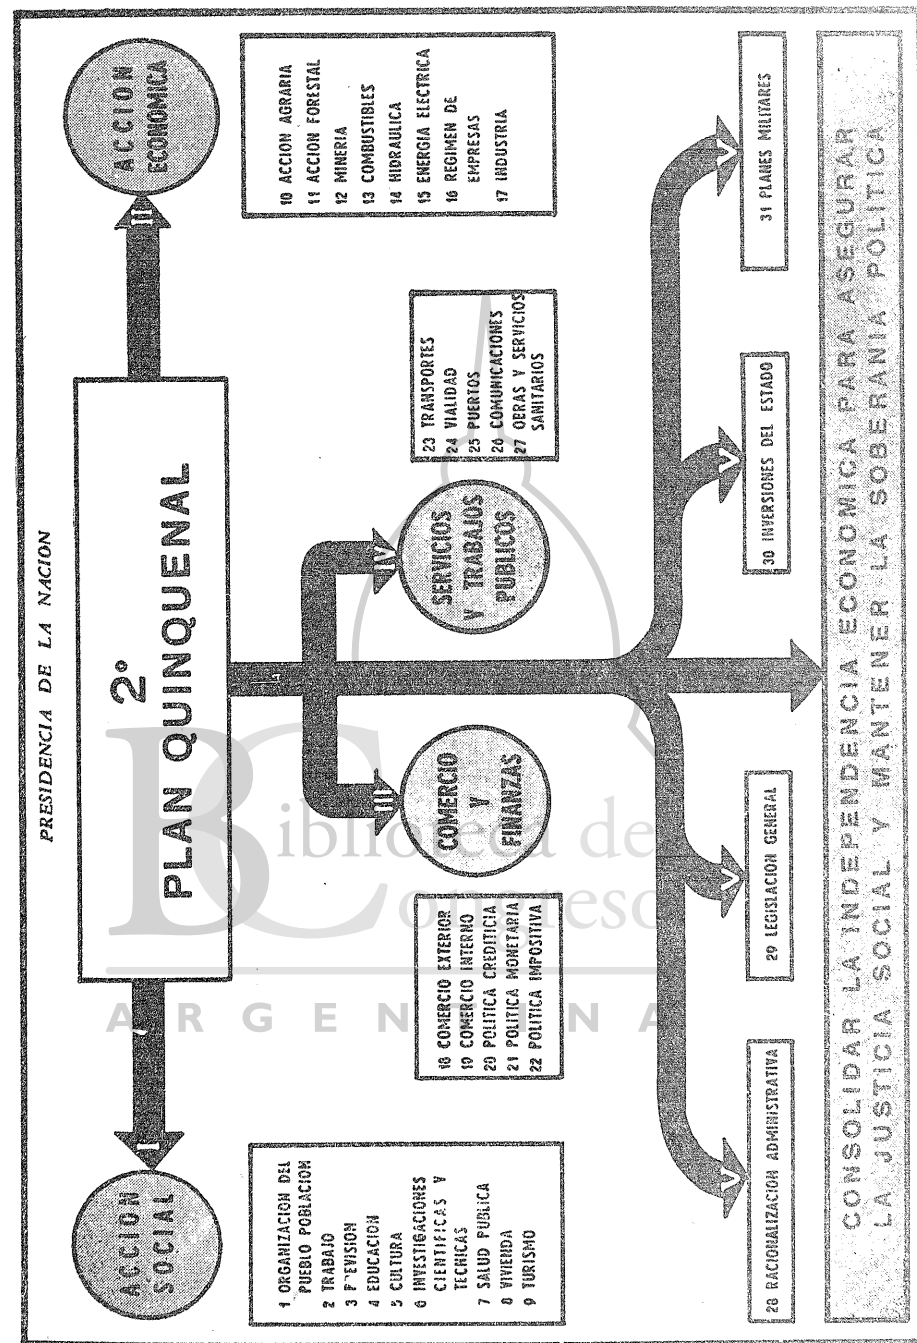 PRESIDENCIA DE LA NACION
2º
PLAN QUINQUENAL
I
ACCION
SOCIAL
1 ORGANIZACION DEL
PUEBLO POBLACION
2 TRABAJO
3 PREVISION
4 EDUCACION
5 CULTURA
6 INVESTIGACIONES
CIENTIFICAS Y
TECNICAS
7 SALUD PUBLICA
8 VIVIENDA
9 TURISMO
II
ACCION
ECONOMICA
10 ACCION AGRARIA
11 ACCION FORESTAL
12 MINERIA
13 COMBUSTIBLES
14 HIDRAULICA
15 ENERGIA ELECTRICA
16 REGIMEN DE
EMPRESAS
17 INDUSTRIA
III
COMERCIO
Y
FINANZAS
18 COMERCIO EXTERIOR
19 COMERCIO INTERNO
20 POLITICA CREDITICIA
21 POLITICA MONETARIA
22 POLITICA IMPOSITIVA
IV
SERVICIOS
Y TRABAJOS
PUBLICOS
23 TRANSPORTES
24 VIALIDAD
25 PUERTOS
26 COMUNICACIONES
27 OBRAS Y SERVICIOS
SANITARIOS
V
28 RACIONALIZACION ADMINISTRATIVA
V
29 LEGISLACION GENERAL
V
30 INVERSIONES DEL ESTADO
V
31 PLANES MILITARES
CONSOLIDAR LA INDEPENDENCIA ECONOMICA PARA ASEGURAR
LA JUSTICIA SOCIAL Y MANTENER LA SOBERANIA POLITICA
Biblioteca del
Congreso
ARGENTINA